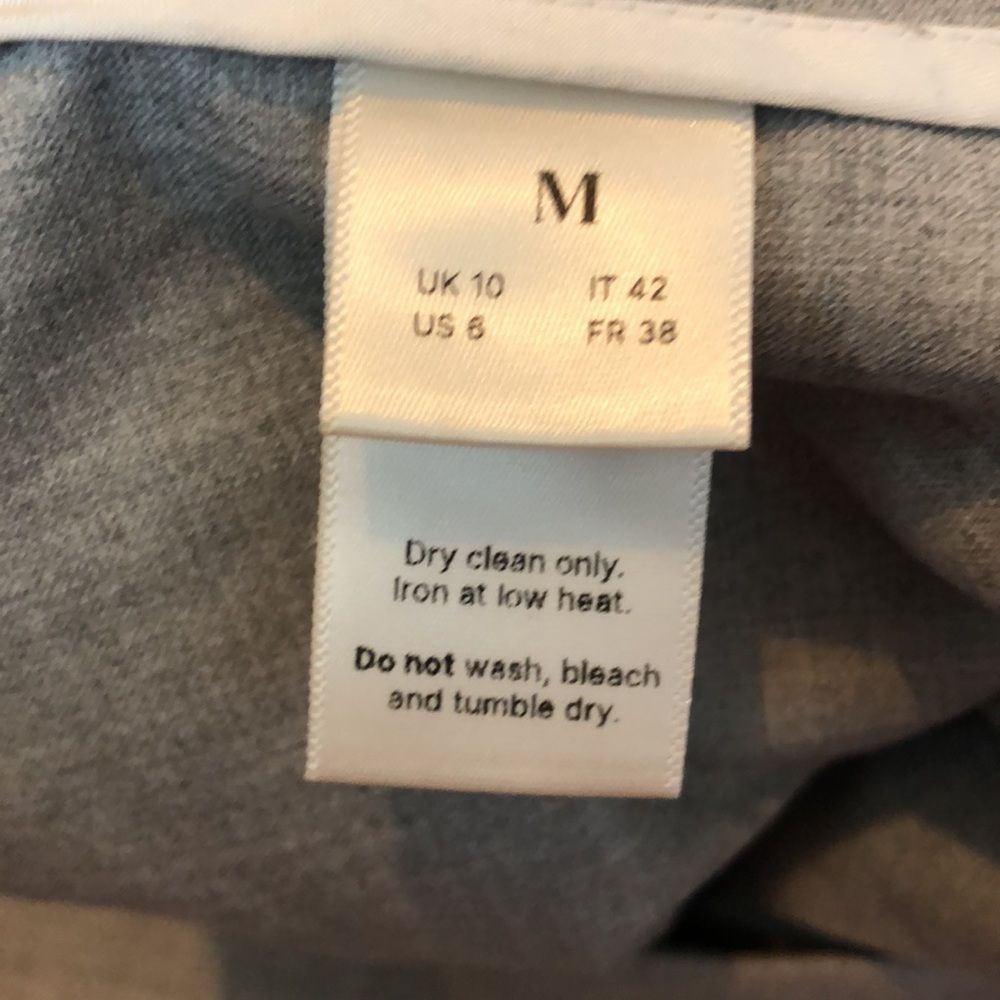 M
UK 10 IT 42
US 6 FR 38
Dry clean only.
Iron at low heat.
Do not wash, bleach
and tumble dry.